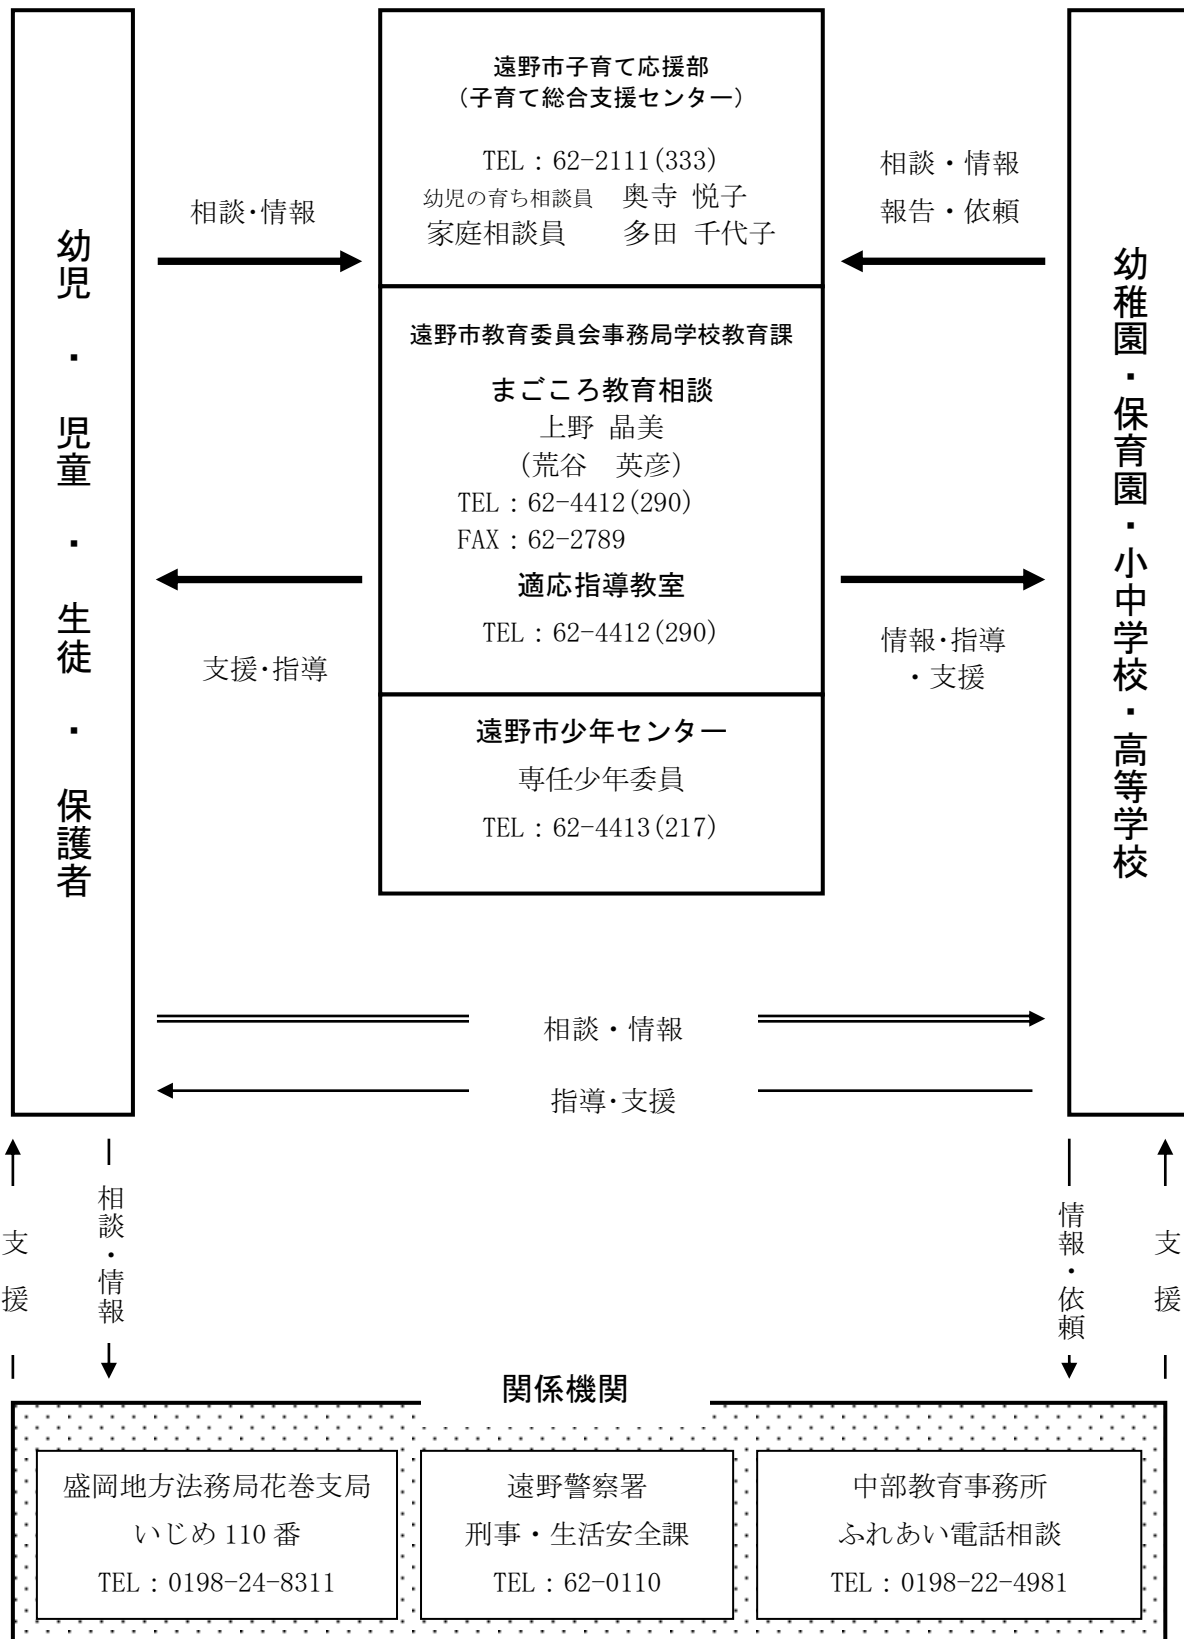 幼児 ・ 児童 ・ 生徒 ・ 保護者
相談・情報
支援・指導
遠野市子育て応援部
(子育て総合支援センター)
TEL:62-2111(333)
幼児の育ち相談員 奥寺 悦子
家庭相談員 多田 千代子
遠野市教育委員会事務局学校教育課
まごころ教育相談
上野 晶美
(荒谷 英彦)
TEL:62-4412(290)
FAX:62-2789
適応指導教室
TEL:62-4412(290)
遠野市少年センター
専任少年委員
TEL:62-4413(217)
相談・情報
報告・依頼
情報・指導
・支援
幼稚園・保育園・小中学校・高等学校
相談・情報
指導・支援
支援
相談・情報
情報・依頼
支援
関係機関
盛岡地方法務局花巻支局
いじめ 110 番
TEL:0198-24-8311
遠野警察署
刑事・生活安全課
TEL:62-0110
中部教育事務所
ふれあい電話相談
TEL:0198-22-4981